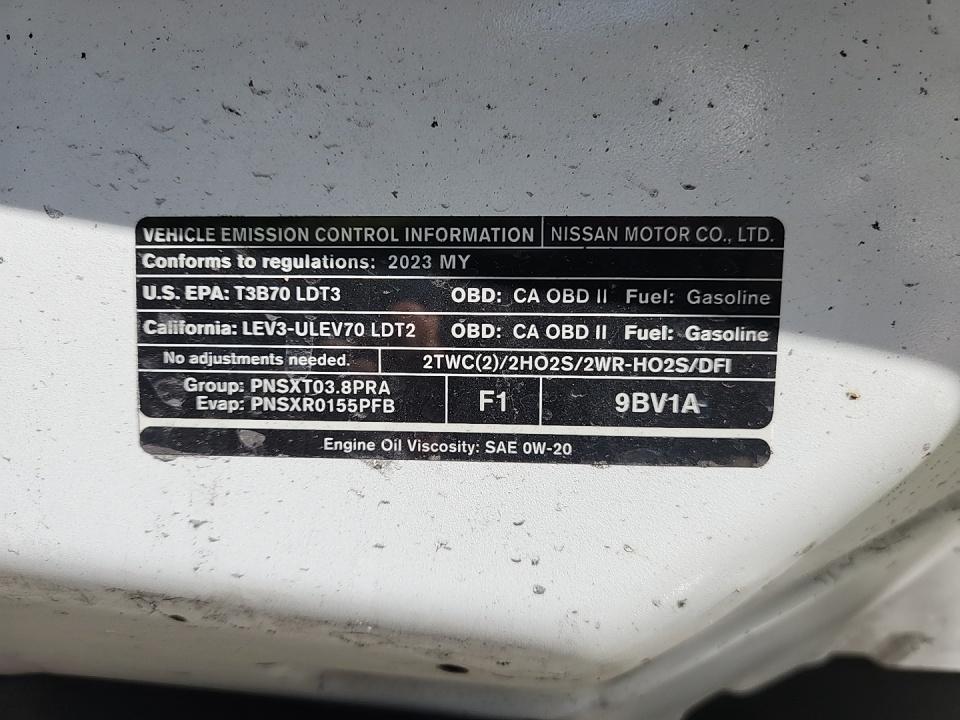 VEHICLE EMISSION CONTROL INFORMATION NISSAN MOTOR CO., LTD.
Conforms to regulations: 2023 MY
U.S. EPA: T3B70 LDT3 OBD: CA OBD II Fuel: Gasoline
California: LEV3-ULEV70 LDT2 OBD: CA OBD II Fuel: Gasoline
No adjustments needed. 2TWC(2)/2HO2S/2WR-HO2S/DFI
Group: PNSXT03.8PRA
Evap: PNSXR0155PFB
F1
9BV1A
Engine Oil Viscosity: SAE 0W-20